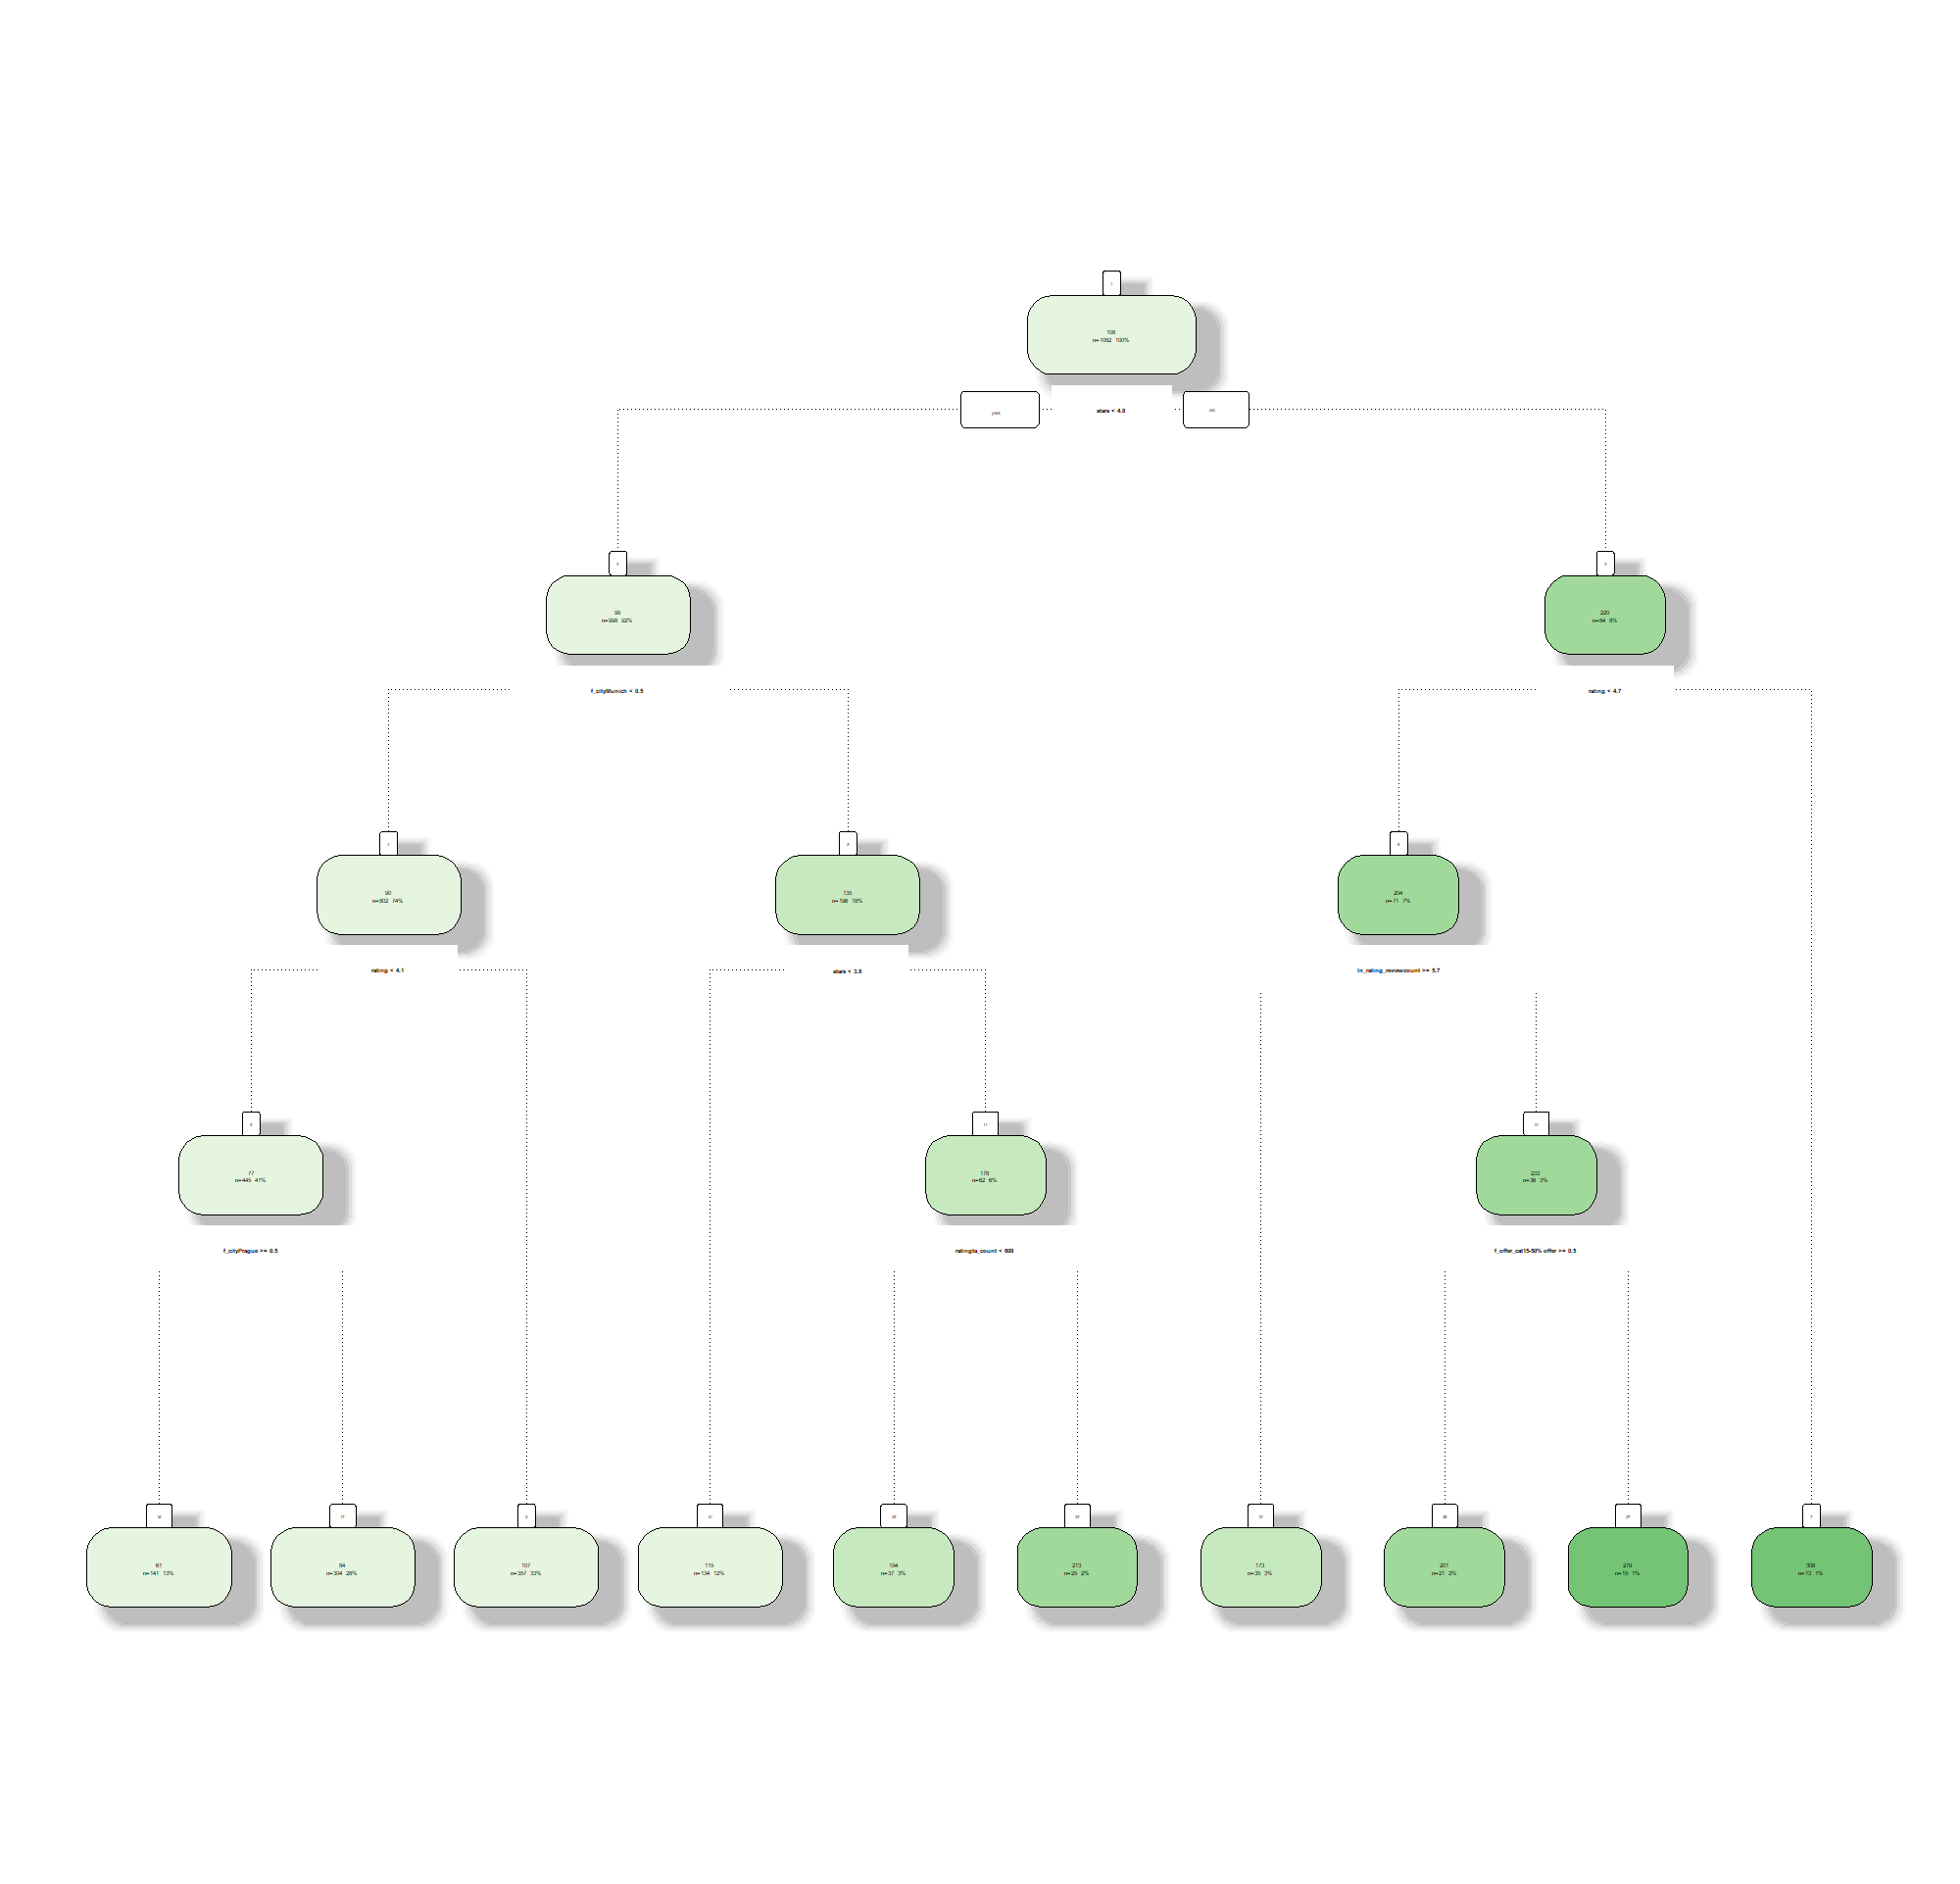 1
108
n=1082 100%
yes
stars < 4.8
no
2
3
99
n=998 92%
220
n=84 8%
f_cityMunich < 0.5
rating < 4.7
4
5
6
90
n=802 74%
135
n=196 18%
204
n=71 7%
rating < 4.1
stars < 3.8
ln_rating_reviewcount >= 5.7
8
11
13
77
n=445 41%
178
n=62 6%
233
n=36 3%
f_cityPrague >= 0.5
ratingta_count < 608
f_offer_cat15-50% offer >= 0.5
16
17
9
10
22
23
12
26
27
7
61
n=141 13%
84
n=304 28%
107
n=357 33%
115
n=134 12%
154
n=37 3%
213
n=25 2%
173
n=35 3%
201
n=21 2%
279
n=15 1%
308
n=13 1%